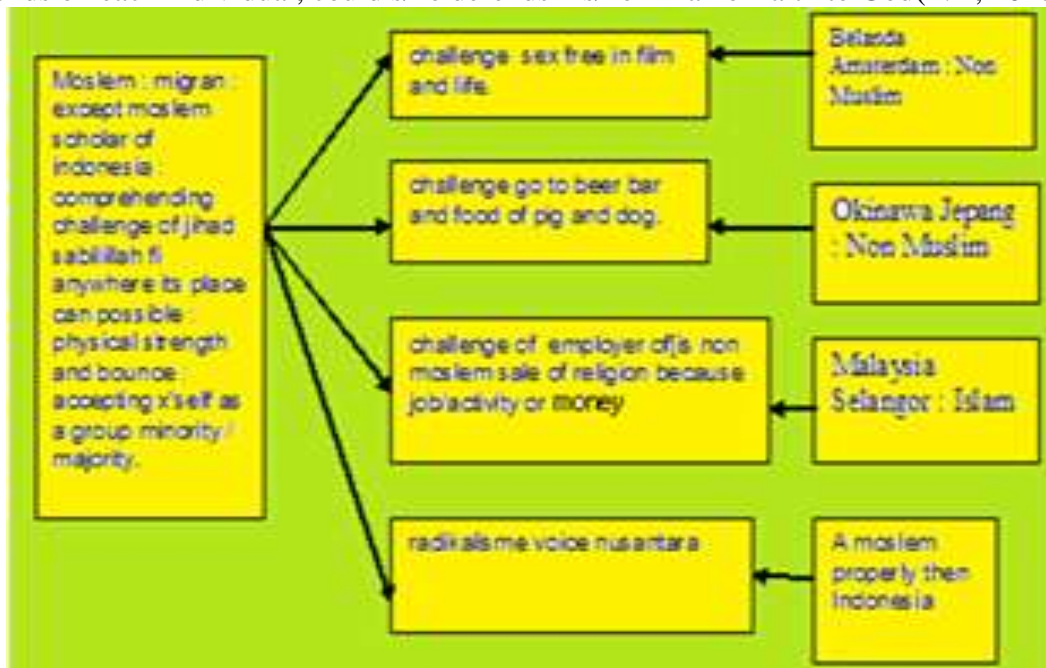 Moslem : migran :
except moslem
scholar of
indonesia
comprehending
challenge of jihad
sabilillah fi
anywhere its place
can possible :
physical strength
and bounce :
accepting x'self as
a group minority /
majority.
challenge sex free in film
and life.
challenge go to beer bar
and food of pig and dog.
challenge of employer of is non
moslem sale of religion because
job/activity or money
radikalisme voice nusantara
Belanda
Amsterdam : Non
Muslim
Okinawa Jepang
: Non Muslim
Malaysia
Selangor : Islam
A moslem
properly then
Indonesia